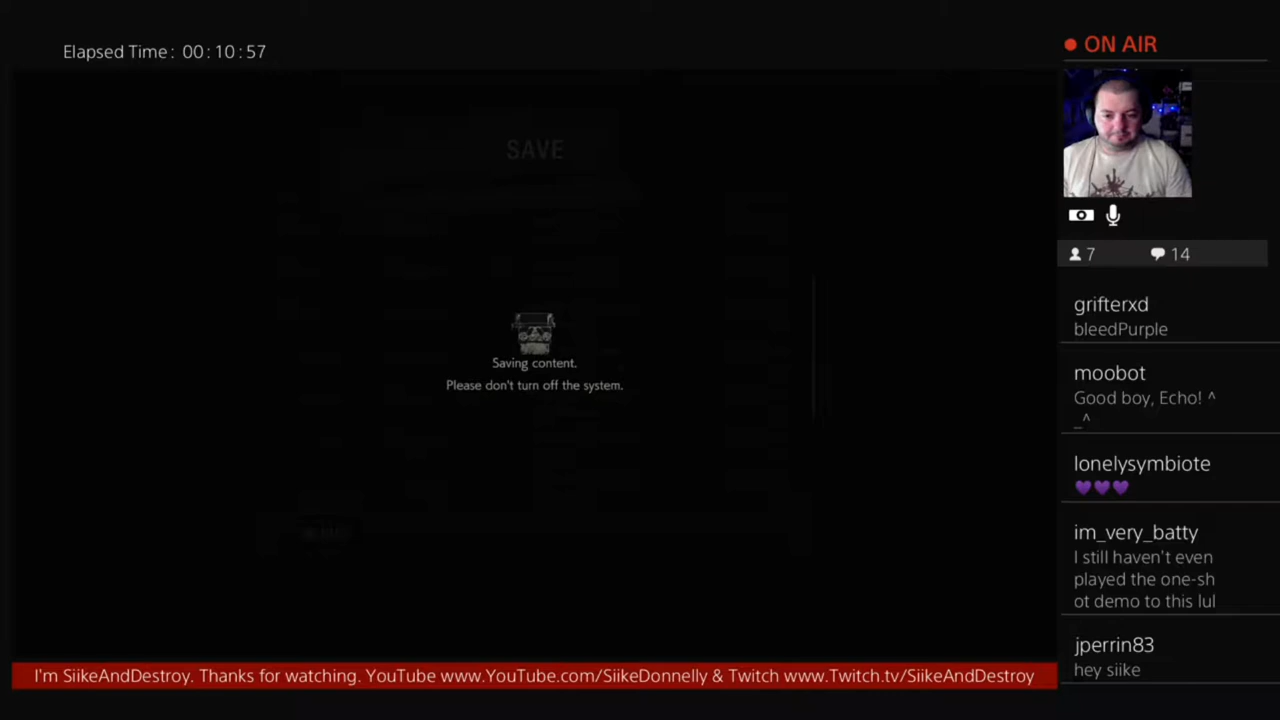 Elapsed Time: 00:10:57
ON AIR
SAVE
7
14
grifterxd
bleedPurple
moobot
Good boy, Echo! ^
_^
lonelysymbiote
💜💜💜
im_very_batty
I still haven't even
played the one-sh
ot demo to this lul
jperrin83
hey siike
Saving content.
Please don't turn off the system.
I'm SiikeAndDestroy. Thanks for watching. YouTube www.YouTube.com/SiikeDonnelly & Twitch www.Twitch.tv/SiikeAndDestroy